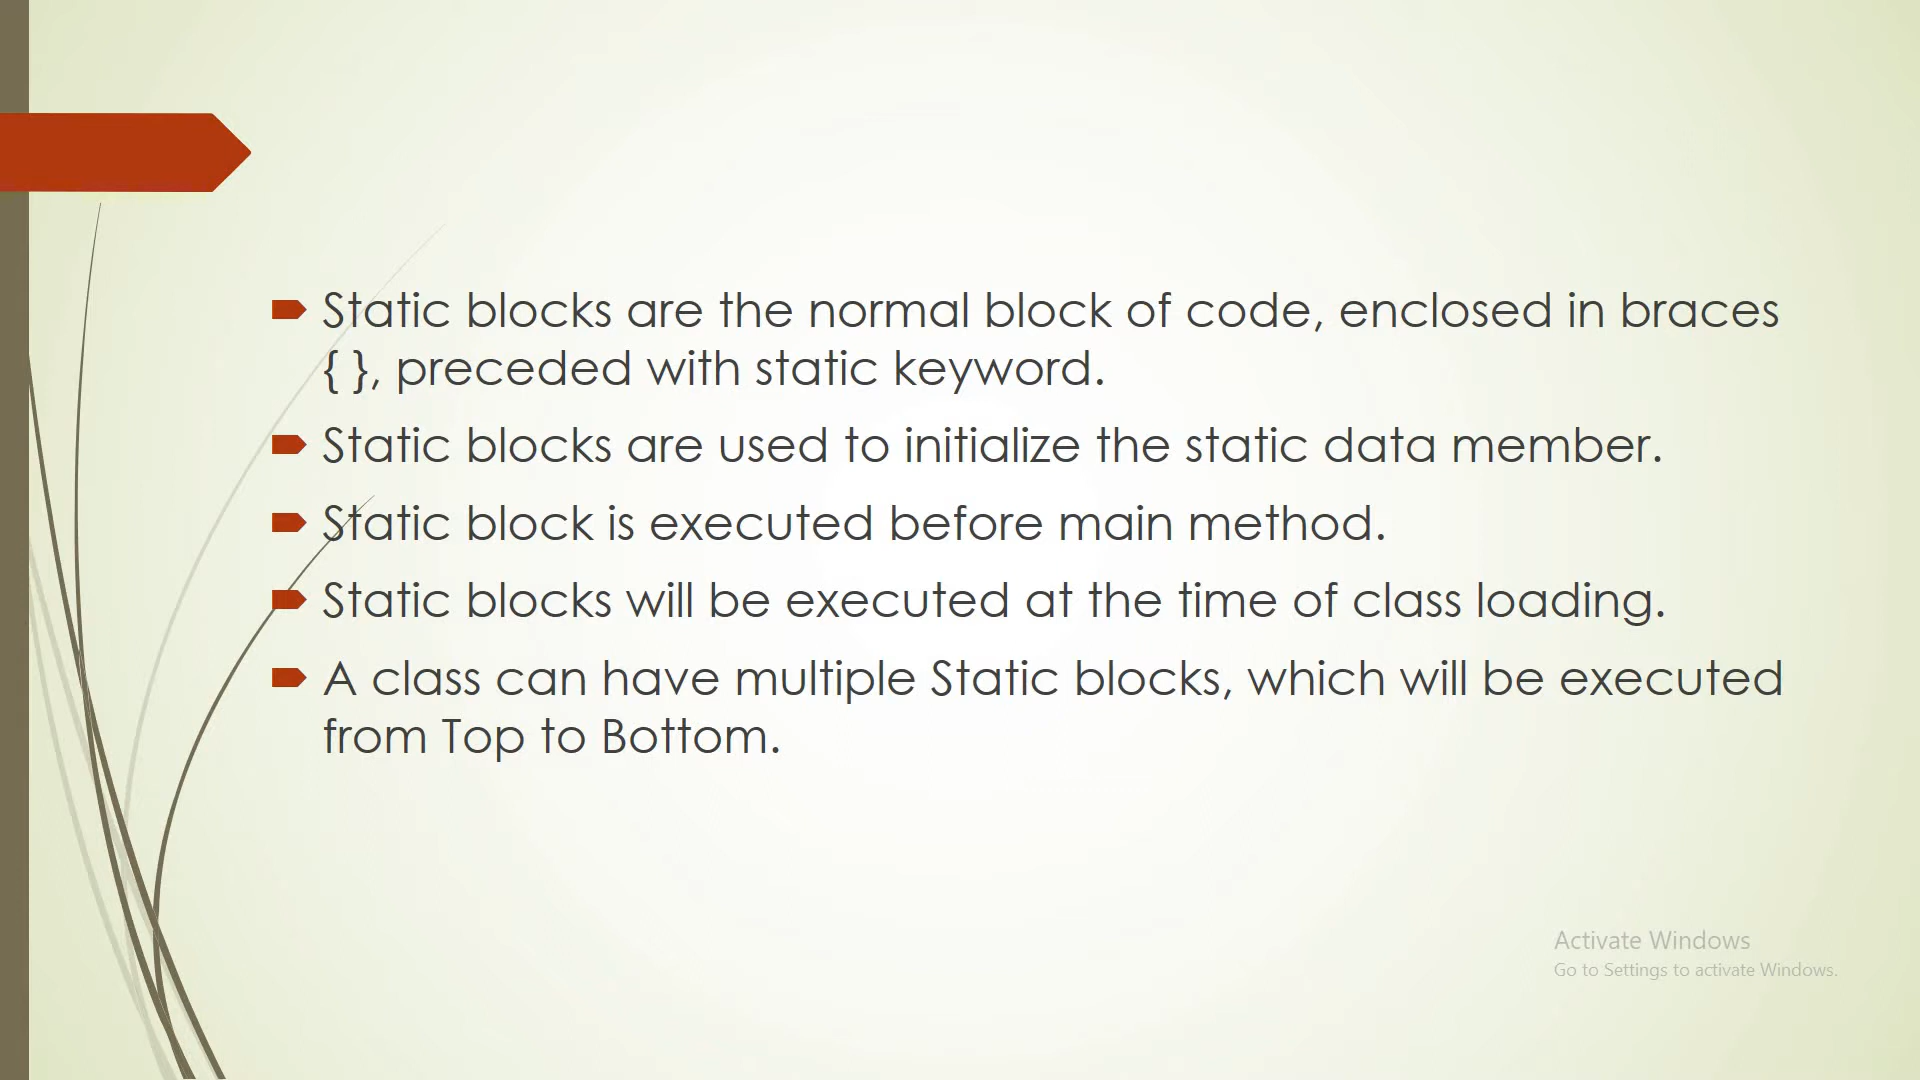 Static blocks are the normal block of code, enclosed in braces
{ }, preceded with static keyword.
Static blocks are used to initialize the static data member.
Static block is executed before main method.
Static blocks will be executed at the time of class loading.
A class can have multiple Static blocks, which will be executed
from Top to Bottom.
Activate Windows
Go to Settings to activate Windows.